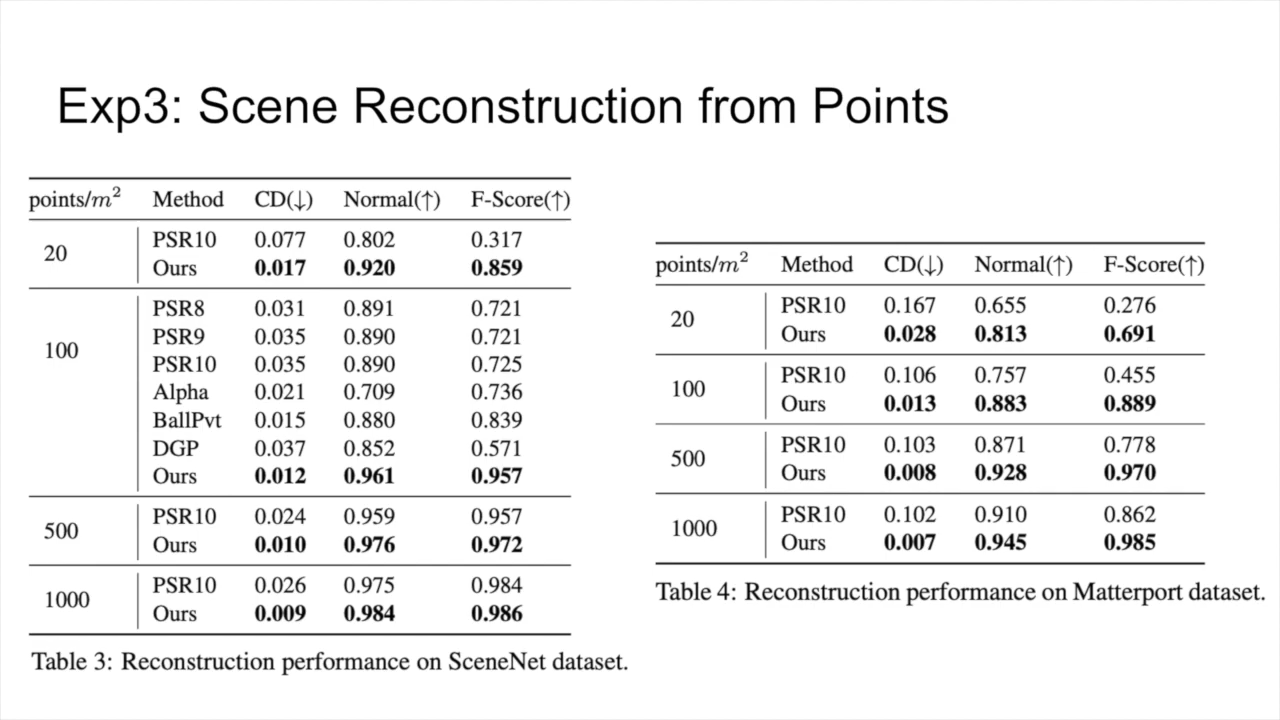 Exp3: Scene Reconstruction from Points
points/m² Method CD(↓) Normal(↑) F-Score(↑)
20
PSR10 0.077 0.802 0.317
Ours 0.017 0.920 0.859
100
PSR8 0.031 0.891 0.721
PSR9 0.035 0.890 0.721
PSR10 0.035 0.890 0.725
Alpha 0.021 0.709 0.736
BallPvt 0.015 0.880 0.839
DGP 0.037 0.852 0.571
Ours 0.012 0.961 0.957
500
PSR10 0.024 0.959 0.957
Ours 0.010 0.976 0.972
1000
PSR10 0.026 0.975 0.984
Ours 0.009 0.984 0.986
Table 3: Reconstruction performance on SceneNet dataset.
points/m² Method CD(↓) Normal(↑) F-Score(↑)
20
PSR10 0.167 0.655 0.276
Ours 0.028 0.813 0.691
100
PSR10 0.106 0.757 0.455
Ours 0.013 0.883 0.889
500
PSR10 0.103 0.871 0.778
Ours 0.008 0.928 0.970
1000
PSR10 0.102 0.910 0.862
Ours 0.007 0.945 0.985
Table 4: Reconstruction performance on Matterport dataset.